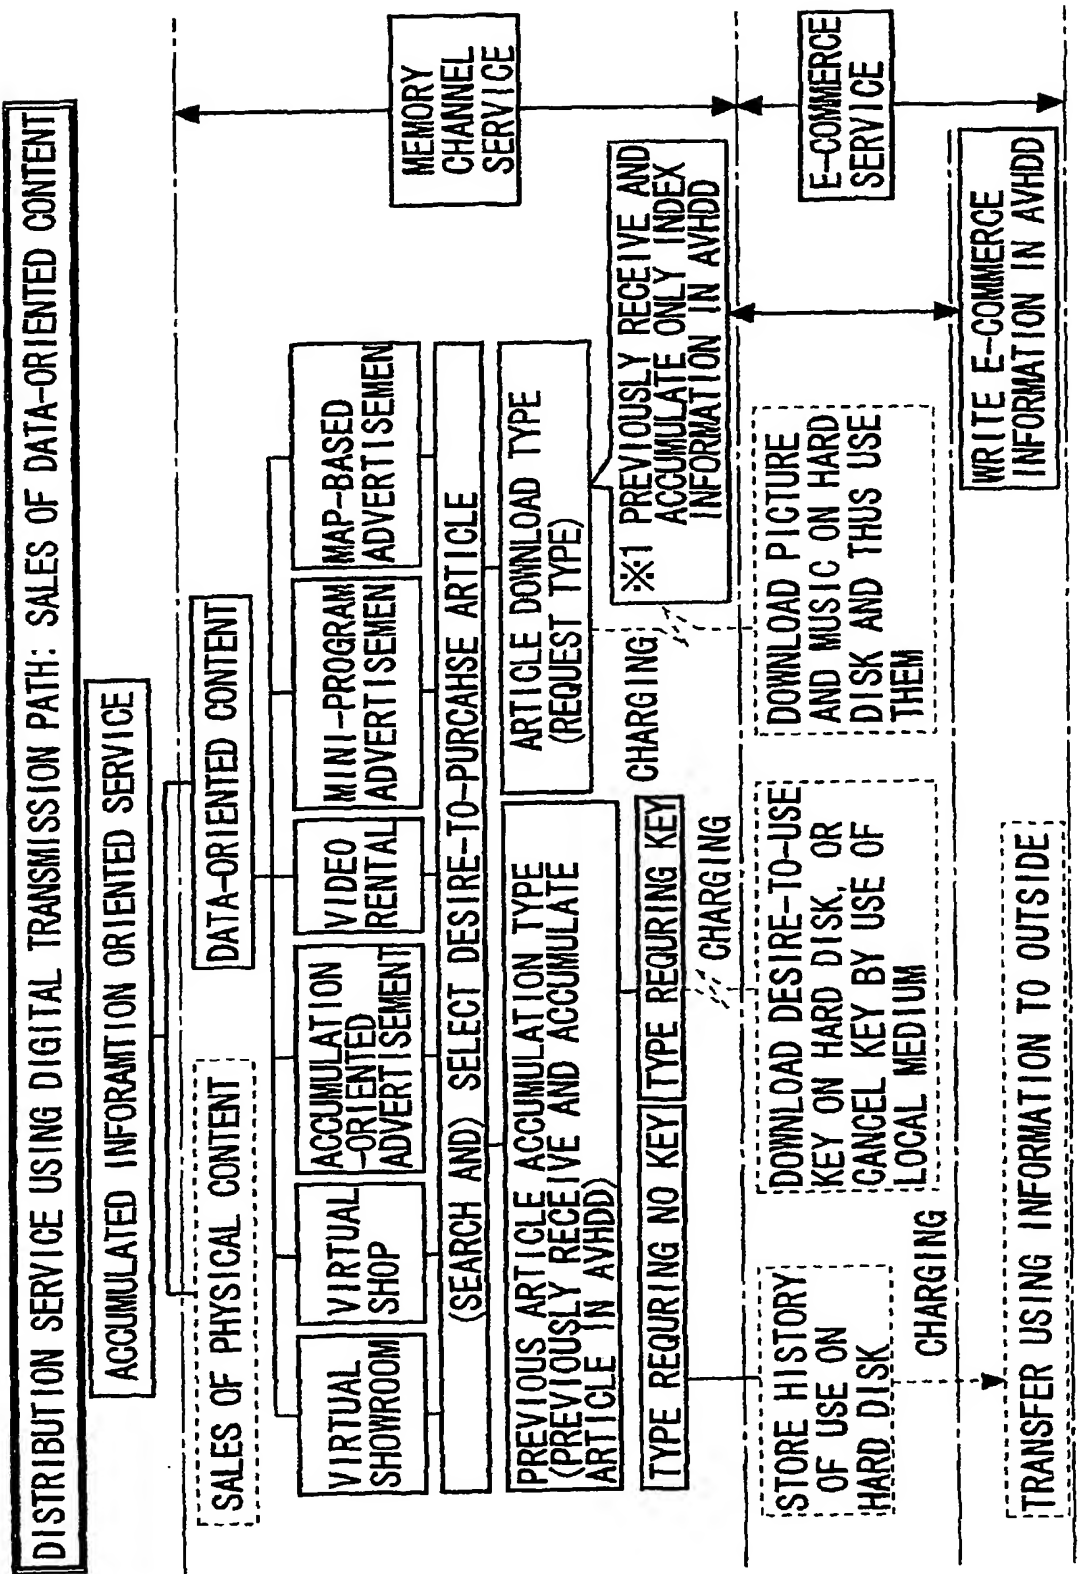 DISTRIBUTION SERVICE USING DIGITAL TRANSMISSION PATH: SALES OF DATA-ORIENTED CONTENT
ACCUMULATED INFORAMTION ORIENTED SERVICE
SALES OF PHYSICAL CONTENT
DATA-ORIENTED CONTENT
VIRTUAL
SHOWROOM
VIRTUAL
SHOP
ACCUMULATION
-ORIENTED
ADVERTISEMENT
VIDEO
RENTAL
MINI-PROGRAM
ADVERTISEMEN
MAP-BASED
ADVERTISEMEN
MEMORY
CHANNEL
SERVICE
(SEARCH AND) SELECT DESIRE-TO-PURCAHSE ARTICLE
PREVIOUS ARTICLE ACCUMULATION TYPE
(PREVIOUSLY RECEIVE AND ACCUMULATE
ARTICLE IN AVHDD)
ARTICLE DOWNLOAD TYPE
(REQUEST TYPE)
※1 PREVIOUSLY RECEIVE AND
ACCUMULATE ONLY INDEX
INFORMATION IN AVHDD
TYPE REQURING NO KEY
TYPE REQURING KEY
CHARGING
CHARGING
STORE HISTORY
OF USE ON
HARD DISK
DOWNLOAD DESIRE-TO-USE
KEY ON HARD DISK, OR
CANCEL KEY BY USE OF
LOCAL MEDIUM
DOWNLOAD PICTURE
AND MUSIC ON HARD
DISK AND THUS USE
THEM
E-COMMERCE
SERVICE
CHARGING
WRITE E-COMMERCE
INFORMATION IN AVHDD
TRANSFER USING INFORMATION TO OUTSIDE